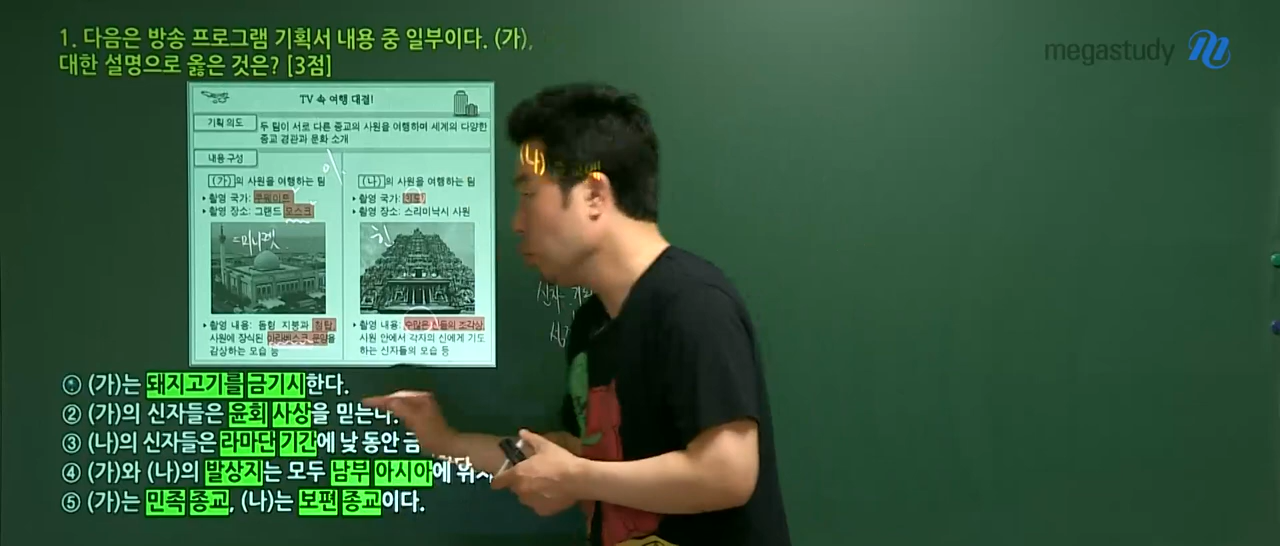 1. 다음은 방송 프로그램 기획서 내용 중 일부이다. (가),
대한 설명으로 옳은 것은? [3점]
megastudy
TV 속 여행 대결!
기획 의도
두 팀이 서로 다른 종교의 사원을 여행하며 세계의 다양한
종교 경관과 문화 소개
내용 구성
(가)의 사원을 여행하는 팀
▸촬영 국가: 쿠웨이트
▸촬영 장소: 그랜드 모스크
미나렛
▸촬영 내용: 돔형 지붕과 첨탑,
사원에 장식된 아라베스크 문양을
감상하는 모습 등
(나)의 사원을 여행하는 팀
▸촬영 국가: 인도
▸촬영 장소: 스리미낙시 사원
힌
▸촬영 내용: 수많은 신들의 조각상,
사원 안에서 각자의 신에게 기도
하는 신자들의 모습 등
(나)
① (가)는 돼지고기를 금기시한다.
② (가)의 신자들은 윤회 사상을 믿는다.
③ (나)의 신자들은 라마단 기간에 낮 동안 금
④ (가)와 (나)의 발상지는 모두 남부 아시아에 위치
⑤ (가)는 민족 종교, (나)는 보편 종교이다.